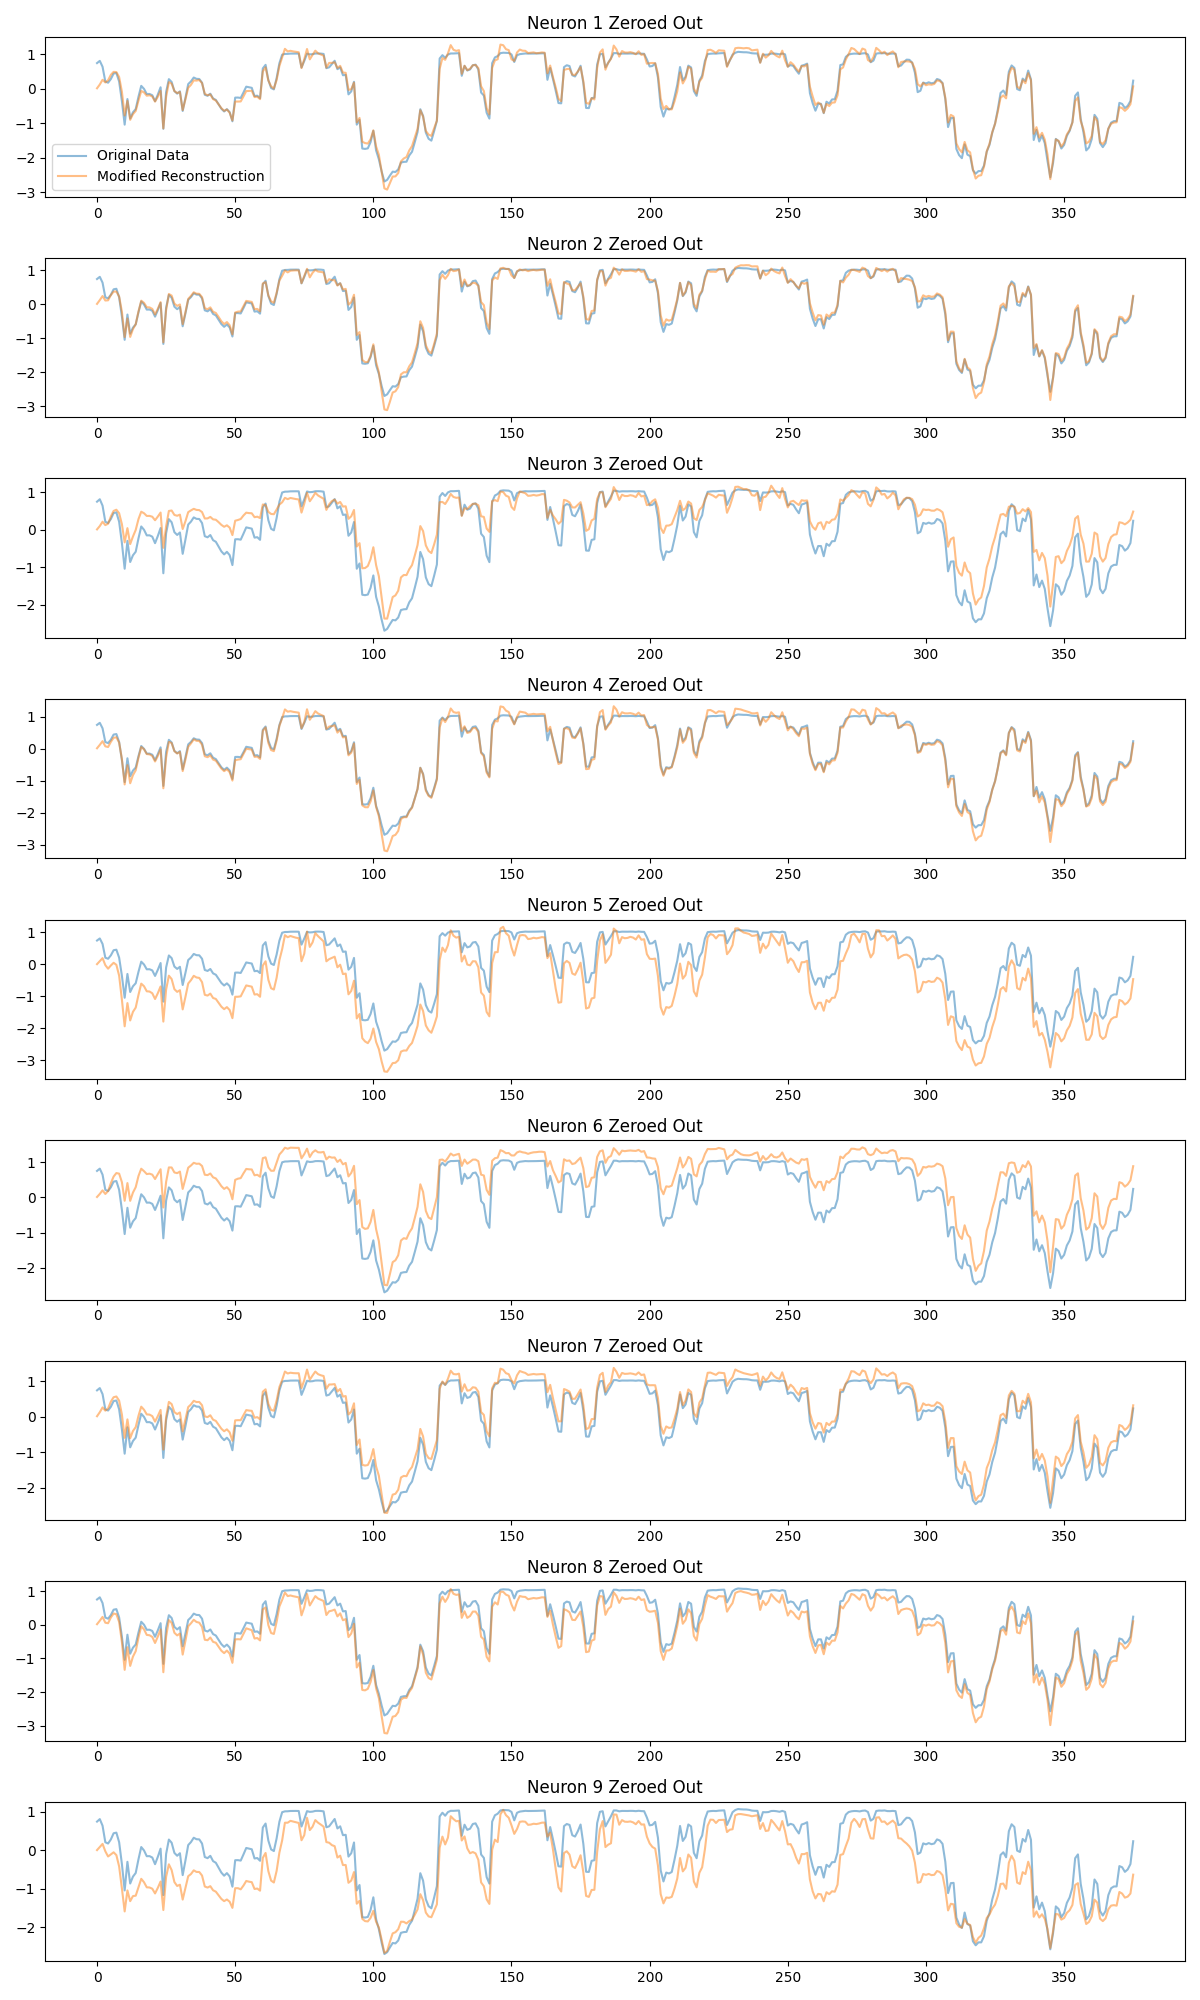 Neuron 1 Zeroed Out
1
0
−1
−2
−3
Original Data
Modified Reconstruction
0 50 100 150 200 250 300 350
Neuron 2 Zeroed Out
1
0
−1
−2
−3
0 50 100 150 200 250 300 350
Neuron 3 Zeroed Out
1
0
−1
−2
0 50 100 150 200 250 300 350
Neuron 4 Zeroed Out
1
0
−1
−2
−3
0 50 100 150 200 250 300 350
Neuron 5 Zeroed Out
1
0
−1
−2
−3
0 50 100 150 200 250 300 350
Neuron 6 Zeroed Out
1
0
−1
−2
0 50 100 150 200 250 300 350
Neuron 7 Zeroed Out
1
0
−1
−2
0 50 100 150 200 250 300 350
Neuron 8 Zeroed Out
1
0
−1
−2
−3
0 50 100 150 200 250 300 350
Neuron 9 Zeroed Out
1
0
−1
−2
0 50 100 150 200 250 300 350